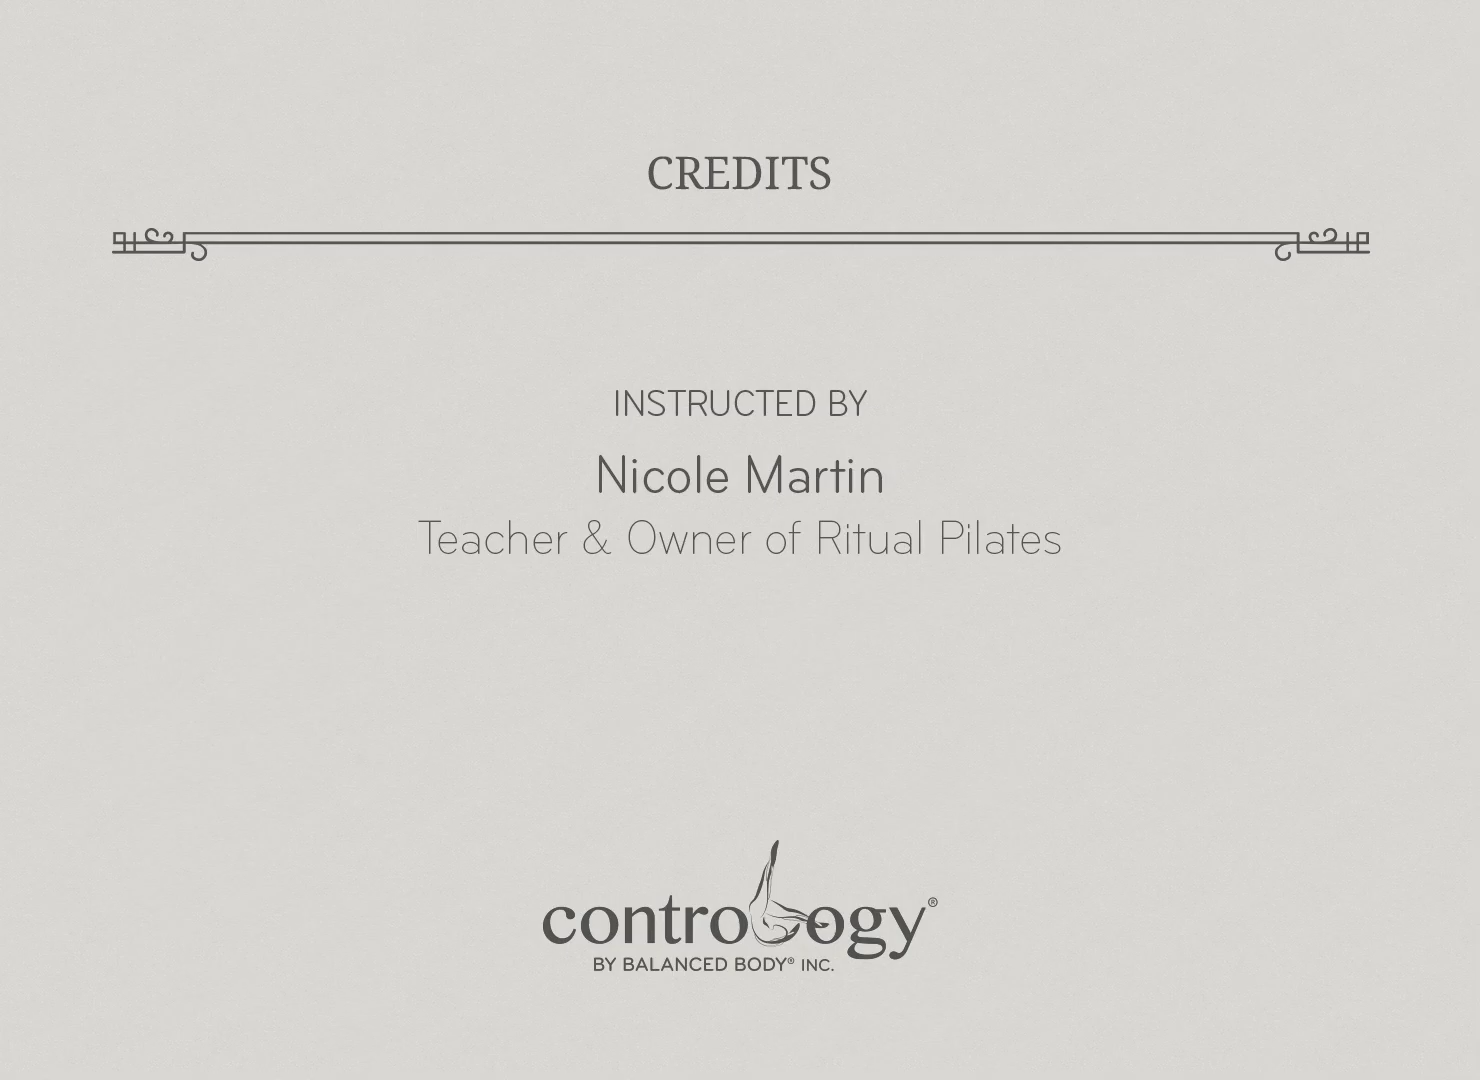 CREDITS
INSTRUCTED BY
Nicole Martin
Teacher & Owner of Ritual Pilates
contrology®
BY BALANCED BODY® INC.